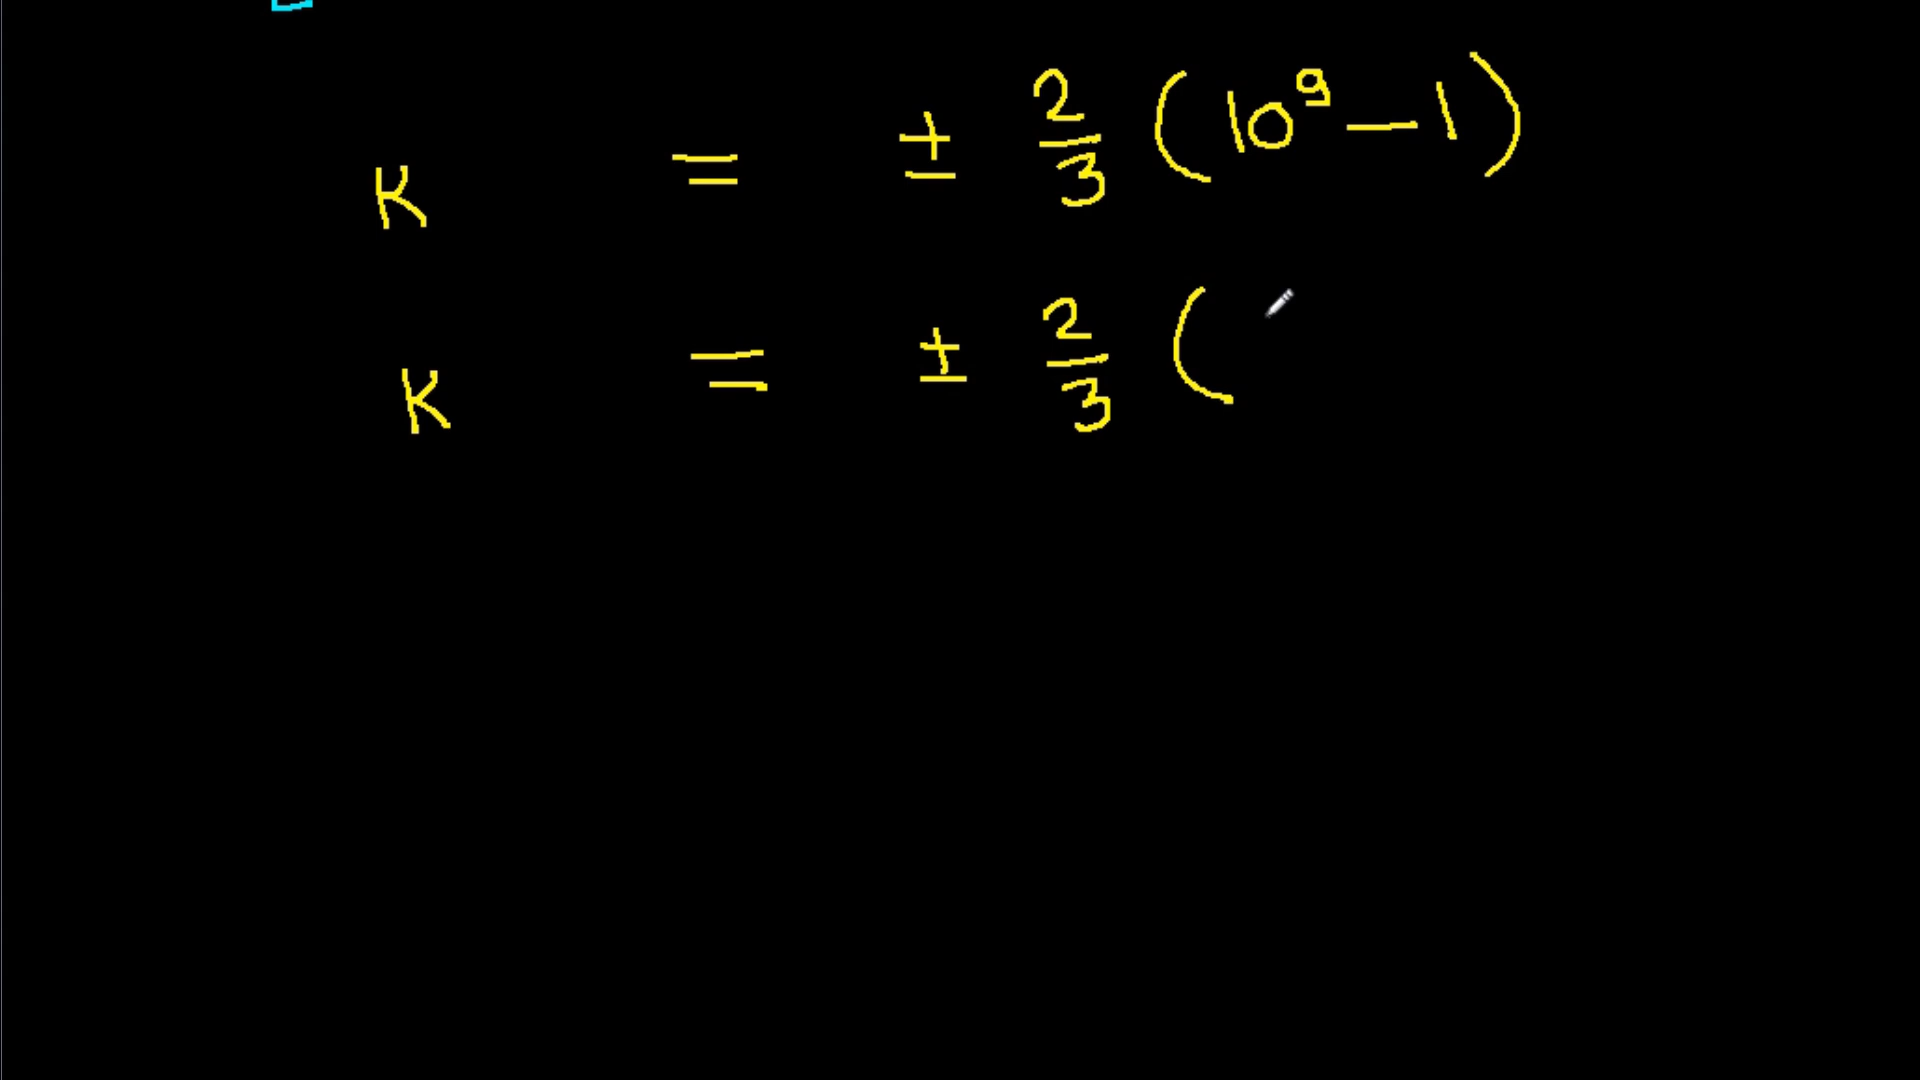 K = ± 2/3 (10⁹ − 1)
K = ± 2/3 (